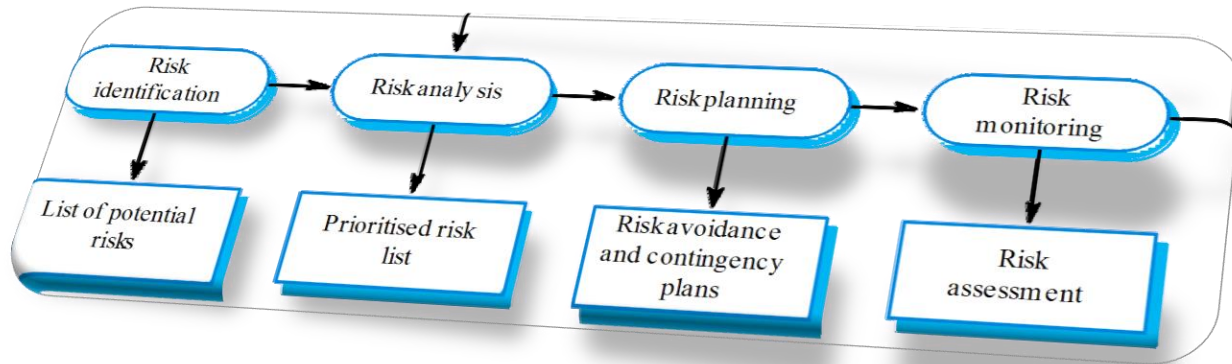 Risk
identification
Risk analysis
Risk planning
Risk
monitoring
List of potential
risks
Prioritised risk
list
Risk avoidance
and contingency
plans
Risk
assessment